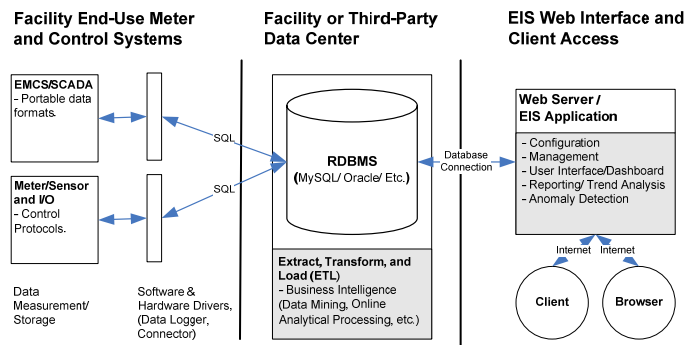 Facility End-Use Meter
and Control Systems
Facility or Third-Party
Data Center
EIS Web Interface and
Client Access
EMCS/SCADA
- Portable data
formats.
Meter/Sensor
and I/O
- Control
Protocols.
Data
Measurement/
Storage
Software &
Hardware Drivers,
(Data Logger,
Connector)
SQL
SQL
RDBMS
(MySQL/ Oracle/ Etc.)
Extract, Transform, and
Load (ETL)
- Business Intelligence
(Data Mining, Online
Analytical Processing, etc.)
Database
Connection
Web Server /
EIS Application
- Configuration
- Management
- User Interface/Dashboard
- Reporting/ Trend Analysis
- Anomaly Detection
Internet
Internet
Client
Browser